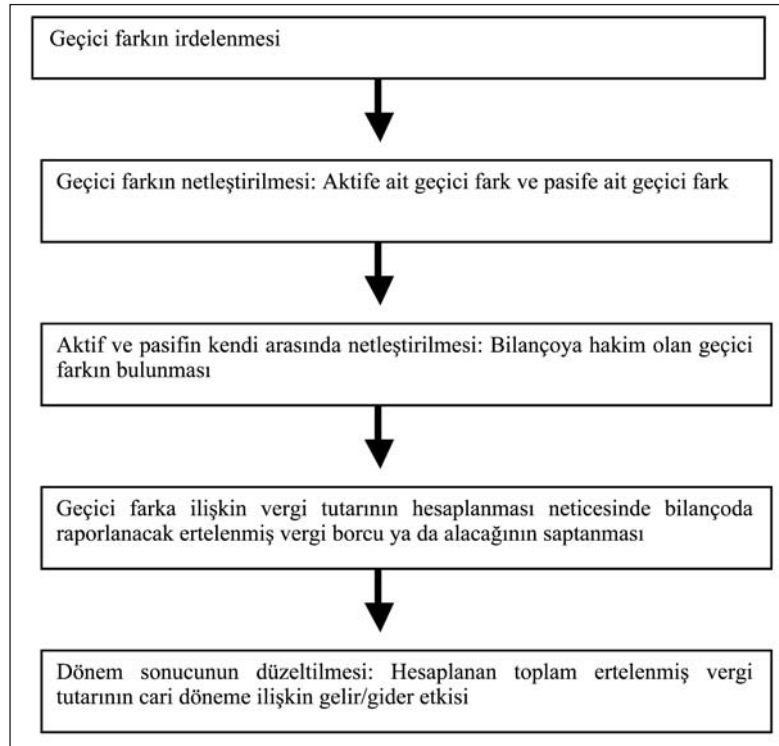 Geçici farkın irdelenmesi
Geçici farkın netleştirilmesi: Aktife ait geçici fark ve pasife ait geçici fark
Aktif ve pasifin kendi arasında netleştirilmesi: Bilançoya hakim olan geçici
farkın bulunması
Geçici farka ilişkin vergi tutarının hesaplanması neticesinde bilançoda
raporlanacak ertelenmiş vergi borcu ya da alacağının saptanması
Dönem sonucunun düzeltilmesi: Hesaplanan toplam ertelenmiş vergi
tutarının cari döneme ilişkin gelir/gider etkisi